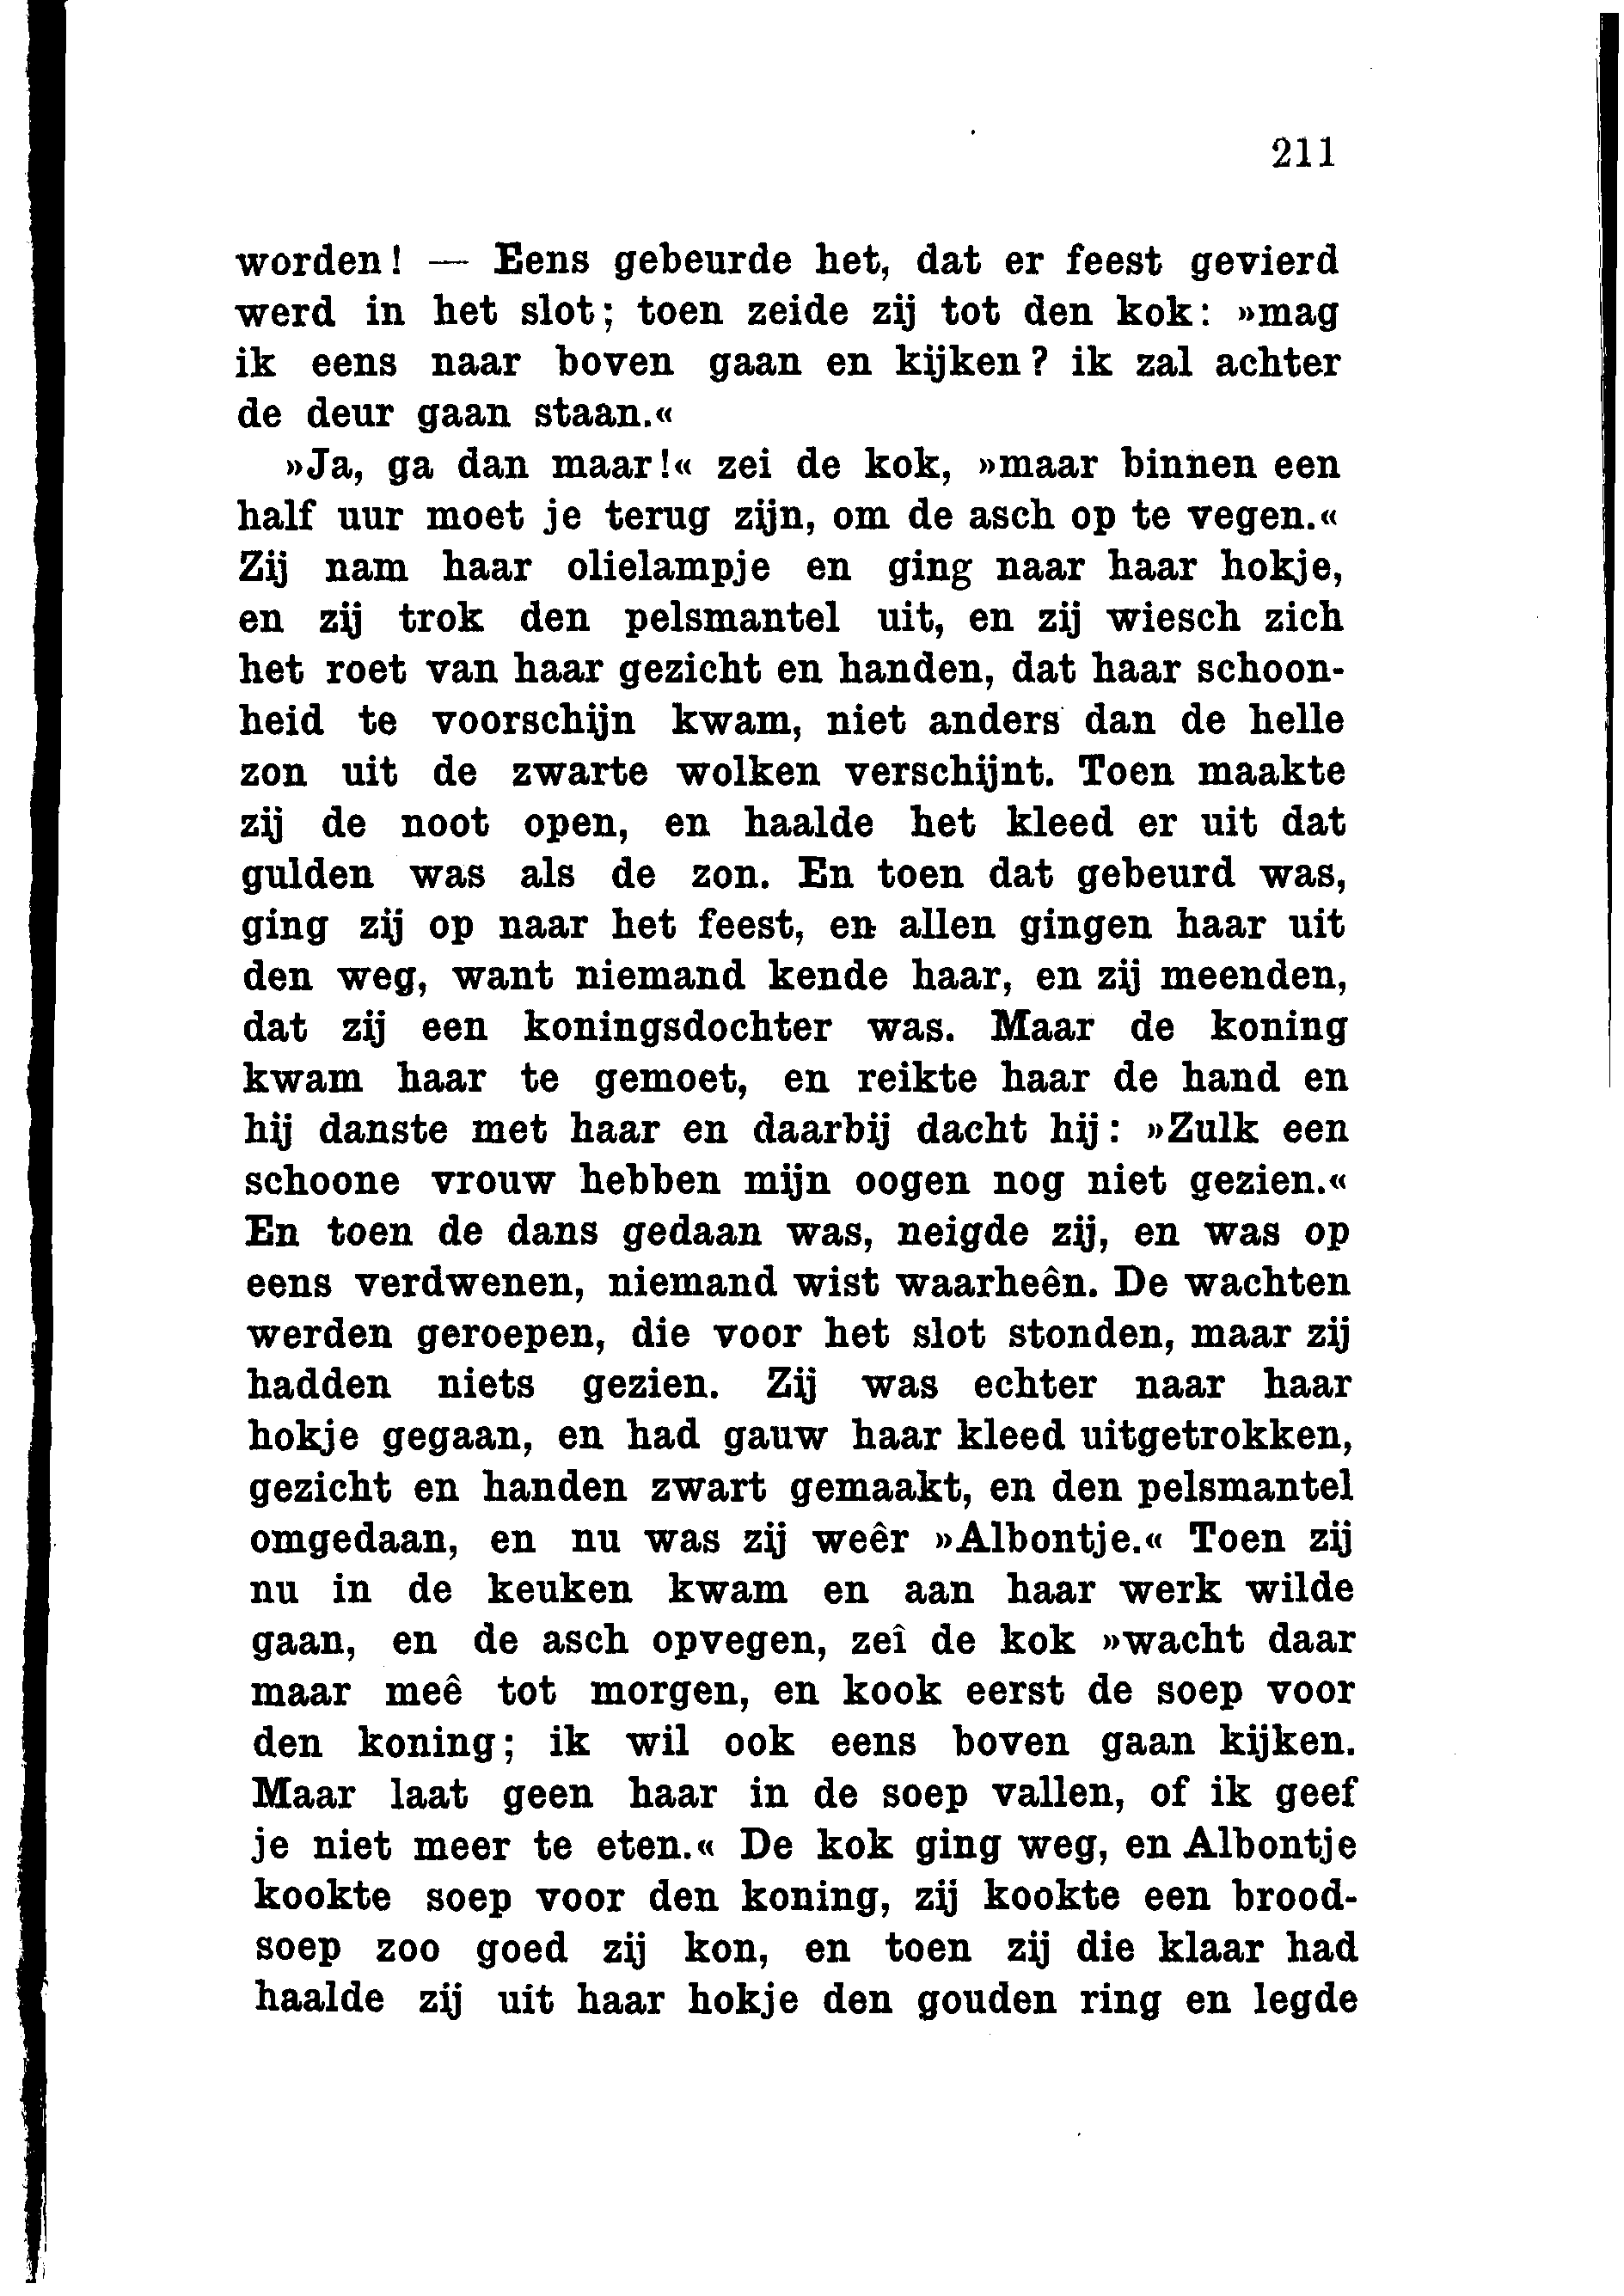 211
worden! — Eens gebeurde het, dat er feest gevierd
werd in het slot; toen zeide zij tot den kok: »mag
ik eens naar boven gaan en kijken? ik zal achter
de deur gaan staan.«
»Ja, ga dan maar!« zei de kok, »maar binnen een
half uur moet je terug zijn, om de asch op te vegen.«
Zij nam haar olielampje en ging naar haar hokje,
en zij trok den pelsmantel uit, en zij wiesch zich
het roet van haar gezicht en handen, dat haar schoon-
heid te voorschijn kwam, niet anders dan de helle
zon uit de zwarte wolken verschijnt. Toen maakte
zij de noot open, en haalde het kleed er uit dat
gulden was als de zon. En toen dat gebeurd was,
ging zij op naar het feest, en allen gingen haar uit
den weg, want niemand kende haar, en zij meenden,
dat zij een koningsdochter was. Maar de koning
kwam haar te gemoet, en reikte haar de hand en
hij danste met haar en daarbij dacht hij: »Zulk een
schoone vrouw hebben mijn oogen nog niet gezien.«
En toen de dans gedaan was, neigde zij, en was op
eens verdwenen, niemand wist waarheên. De wachten
werden geroepen, die voor het slot stonden, maar zij
hadden niets gezien. Zij was echter naar haar
hokje gegaan, en had gauw haar kleed uitgetrokken,
gezicht en handen zwart gemaakt, en den pelsmantel
omgedaan, en nu was zij weêr »Albontje.« Toen zij
nu in de keuken kwam en aan haar werk wilde
gaan, en de asch opvegen, zeî de kok »wacht daar
maar meê tot morgen, en kook eerst de soep voor
den koning; ik wil ook eens boven gaan kijken.
Maar laat geen haar in de soep vallen, of ik geef
je niet meer te eten.« De kok ging weg, en Albontje
kookte soep voor den koning, zij kookte een brood-
soep zoo goed zij kon, en toen zij die klaar had
haalde zij uit haar hokje den gouden ring en legde